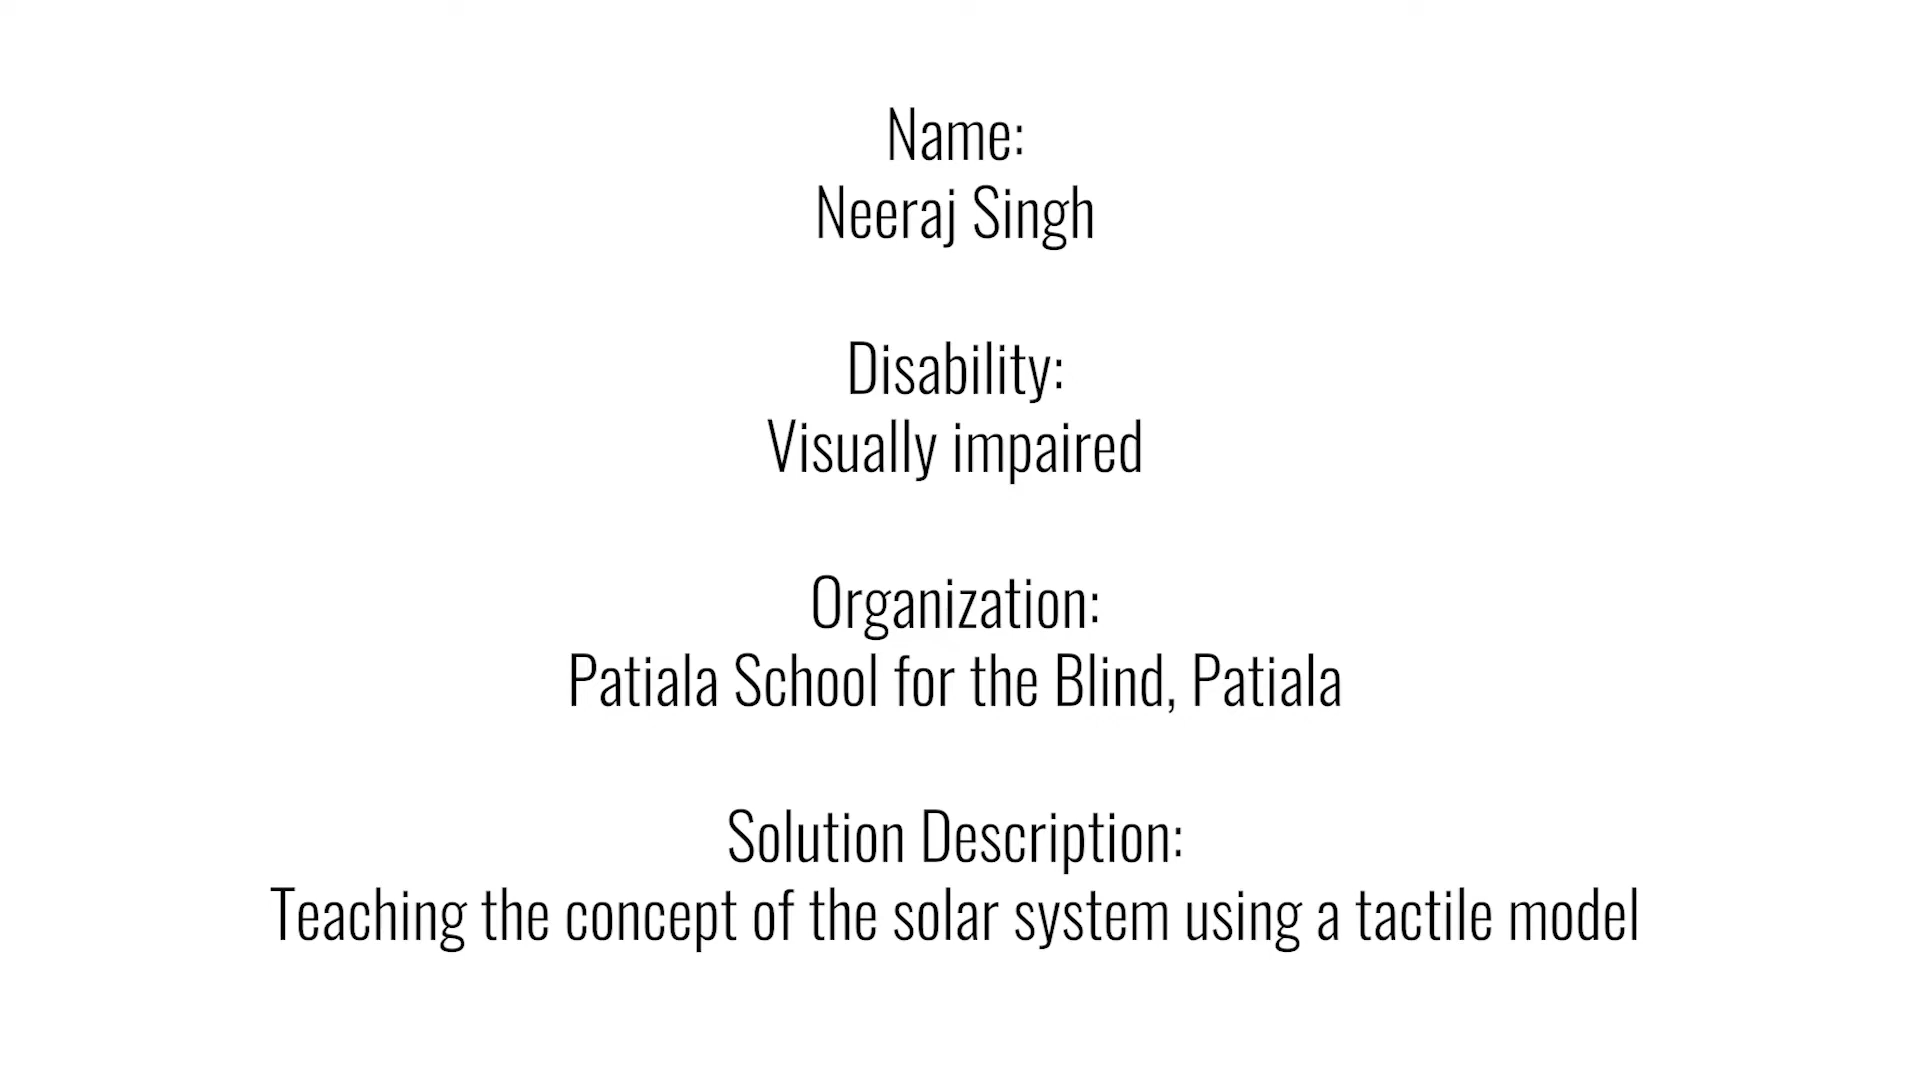 Name:
Neeraj Singh
Disability:
Visually impaired
Organization:
Patiala School for the Blind, Patiala
Solution Description:
Teaching the concept of the solar system using a tactile model